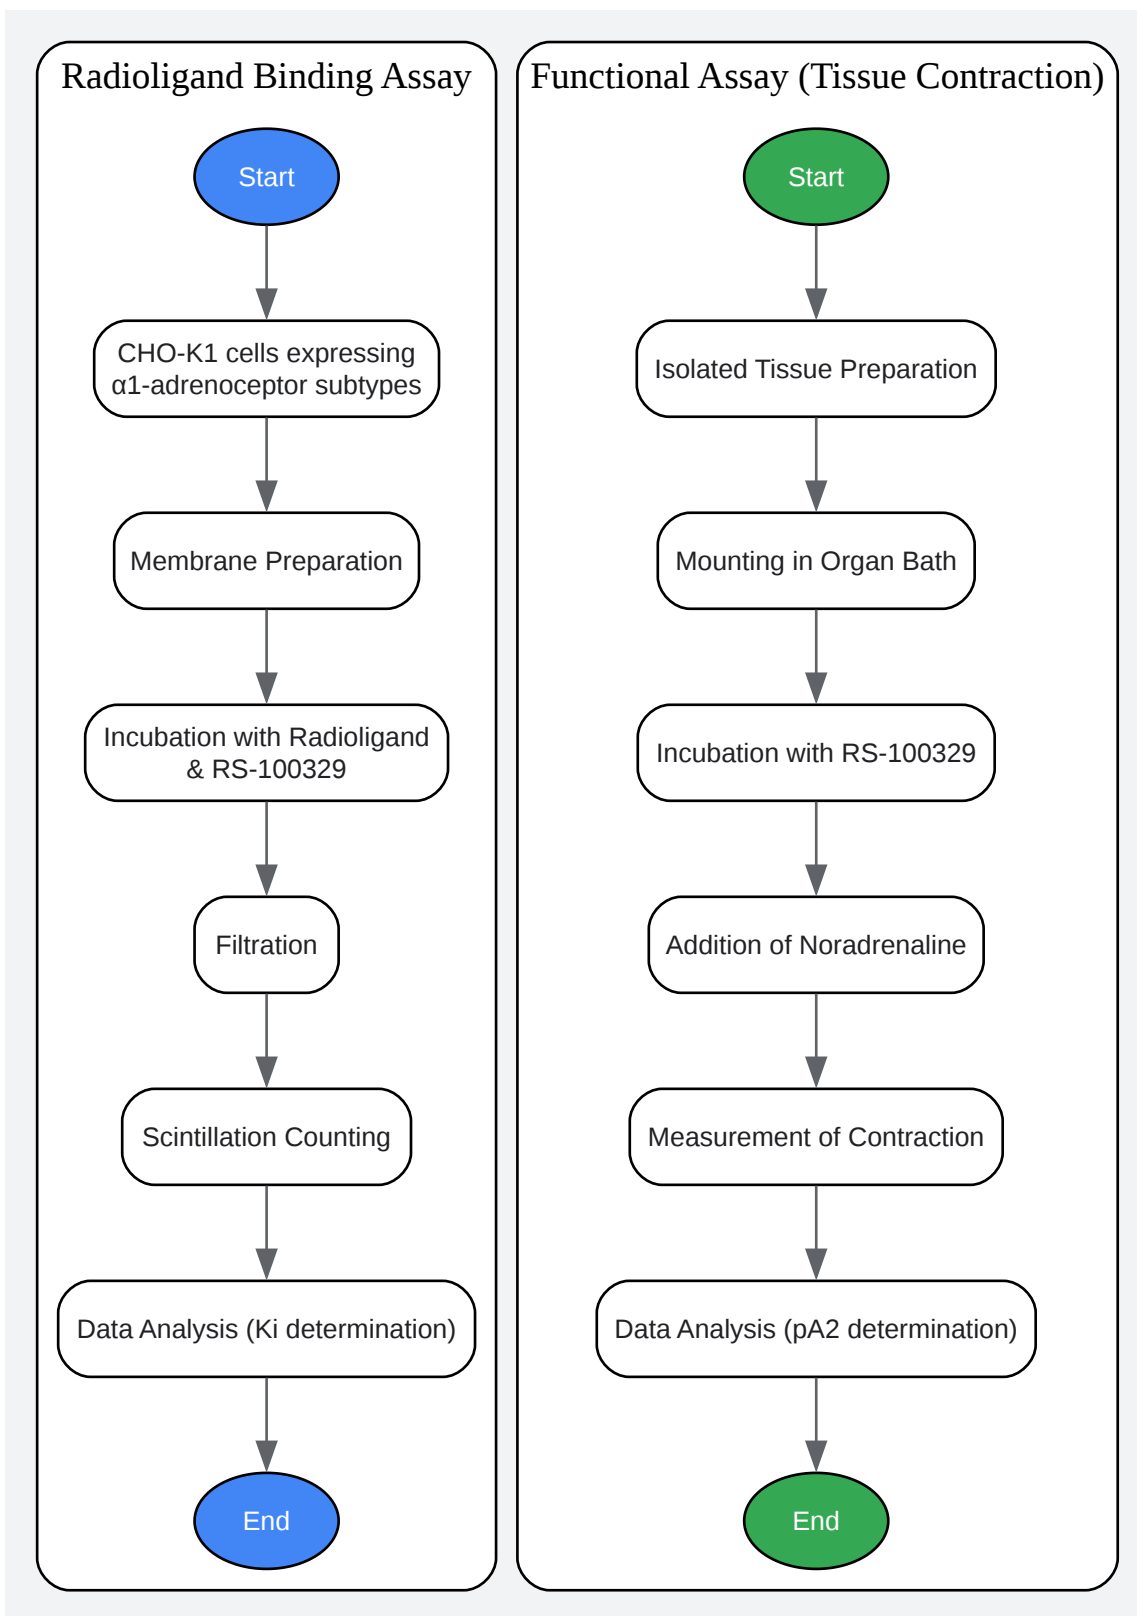 Radioligand Binding Assay
Start
CHO-K1 cells expressing
α1-adrenoceptor subtypes
Membrane Preparation
Incubation with Radioligand
& RS-100329
Filtration
Scintillation Counting
Data Analysis (Ki determination)
End
Functional Assay (Tissue Contraction)
Start
Isolated Tissue Preparation
Mounting in Organ Bath
Incubation with RS-100329
Addition of Noradrenaline
Measurement of Contraction
Data Analysis (pA2 determination)
End